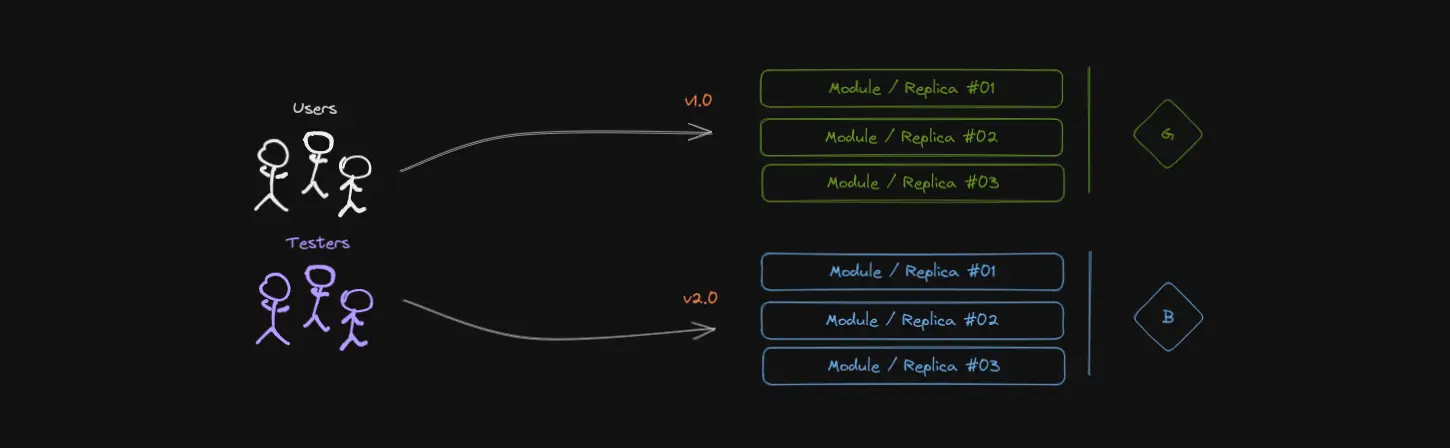 Users
v1.0
Module / Replica #01
Module / Replica #02
Module / Replica #03
G
Testers
v2.0
Module / Replica #01
Module / Replica #02
Module / Replica #03
B